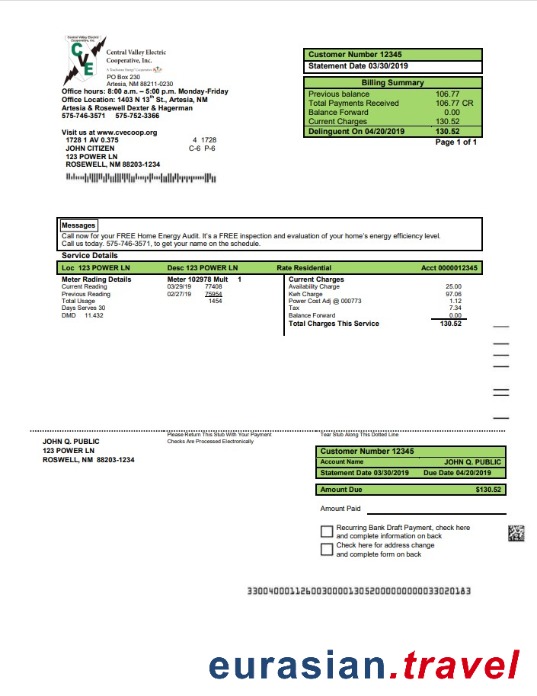 Central Valley Electric
Cooperative, Inc.
CVE
Central Valley Electric
Cooperative, Inc.
PO Box 230
Artesia, NM 88211-0230
Office hours: 8:00 a.m. – 5:00 p.m. Monday-Friday
Office Location: 1403 N 13th St., Artesia, NM
Artesia & Rosewell Dexter & Hagerman
575-746-3571 575-752-3366
Visit us at www.cvecoop.org
1728 1 AV 0.375 4 1728
JOHN CITIZEN C-6 P-6
123 POWER LN
ROSEWELL, NM 88203-1234
Customer Number 12345
Statement Date 03/30/2019
Billing Summary
Previous balance 106.77
Total Payments Received 106.77 CR
Balance Forward 0.00
Current Charges 130.52
Delinquent On 04/20/2019 130.52
Page 1 of 1
Messages
Call now for your FREE Home Energy Audit. It's a FREE inspection and evaluation of your home's energy efficiency level.
Call us today. 575-746-3571, to get your name on the schedule.
Service Details
Loc 123 POWER LN Desc 123 POWER LN Rate Residential Acct 0000012345
Meter Rading Details Meter 102978 Mult 1
Current Reading 03/29/19 77408
Previous Reading 02/27/19 75954
Total Usage 1454
Days Serves 30
DMD 11.432
Current Charges
Availability Charge 25.00
Kwh Charge 97.06
Power Cost Adj @ 000773 1.12
Tax 7.34
Balance Forward 0.00
Total Charges This Service 130.52
Please Return This Stub With Your Payment Tear Stub Along This Dotted Line
Checks Are Processed Electronically
JOHN Q. PUBLIC
123 POWER LN
ROSWELL, NM 88203-1234
Customer Number 12345
Account Name JOHN Q. PUBLIC
Statement Date 03/30/2019 Due Date 04/20/2019
Amount Due $130.52
Amount Paid
Recurring Bank Draft Payment, check here
and complete information on back
Check here for address change
and complete form on back
eurasian.travel